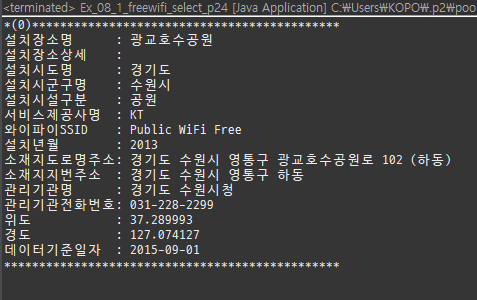 <terminated> Ex_08_1_freewifi_select_p24 [Java Application] C:₩Users₩KOPO₩.p2₩poo
*(0)******************************************
설치장소명 : 광교호수공원
설치장소상세 :
설치시도명 : 경기도
설치시군구명 : 수원시
설치시설구분 : 공원
서비스제공사명 : KT
와이파이SSID : Public WiFi Free
설치년월 : 2013
소재지도로명주소: 경기도 수원시 영통구 광교호수공원로 102 (하동)
소재지지번주소 : 경기도 수원시 영통구 하동
관리기관명 : 경기도 수원시청
관리기관전화번호: 031-228-2299
위도 : 37.289993
경도 : 127.074127
데이터기준일자 : 2015-09-01
**********************************************